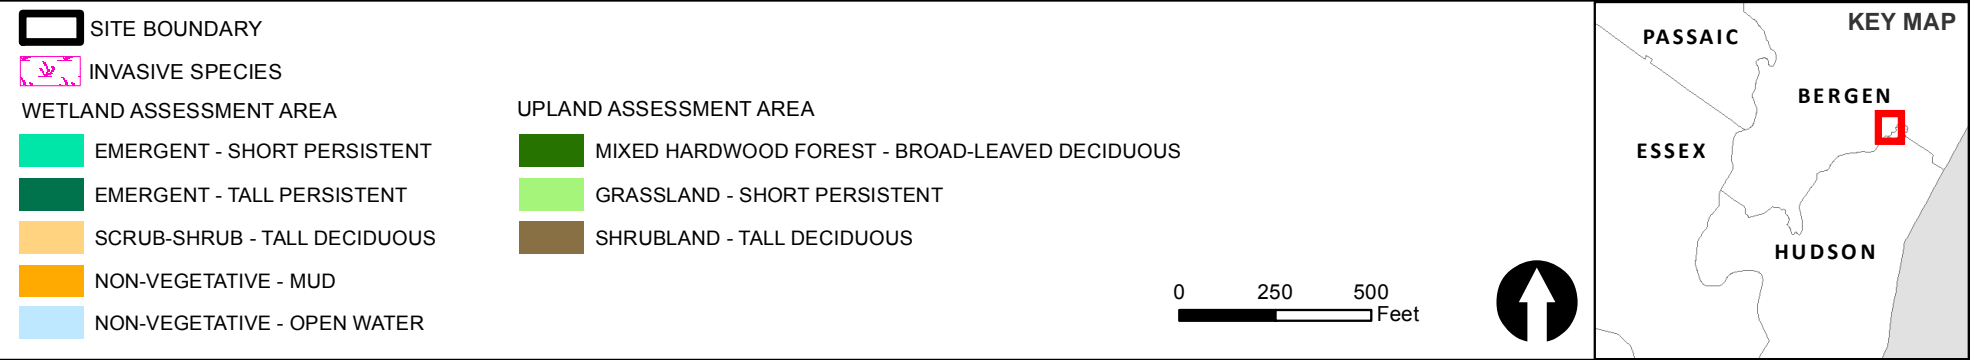 SITE BOUNDARY
INVASIVE SPECIES
WETLAND ASSESSMENT AREA
EMERGENT - SHORT PERSISTENT
EMERGENT - TALL PERSISTENT
SCRUB-SHRUB - TALL DECIDUOUS
NON-VEGETATIVE - MUD
NON-VEGETATIVE - OPEN WATER
UPLAND ASSESSMENT AREA
MIXED HARDWOOD FOREST - BROAD-LEAVED DECIDUOUS
GRASSLAND - SHORT PERSISTENT
SHRUBLAND - TALL DECIDUOUS
0 250 500
Feet
KEY MAP
PASSAIC
BERGEN
ESSEX
HUDSON